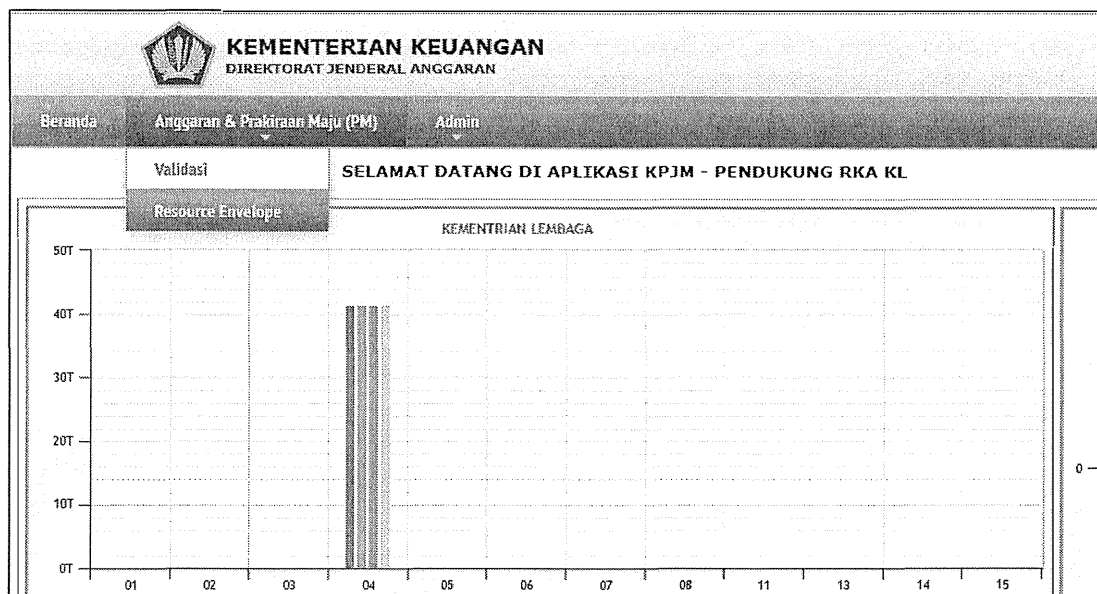 KEMENTERIAN KEUANGAN
DIREKTORAT JENDERAL ANGGARAN
Beranda Anggaran & Prakiraan Maju (PM) Admin
Validasi
SELAMAT DATANG DI APLIKASI KPJM - PENDUKUNG RKA KL
Resource Envelope
KEMENTRIAN LEMBAGA
50T
40T
30T
20T
10T
0T
01 02 03 04 05 06 07 08 11 13 14 15
0